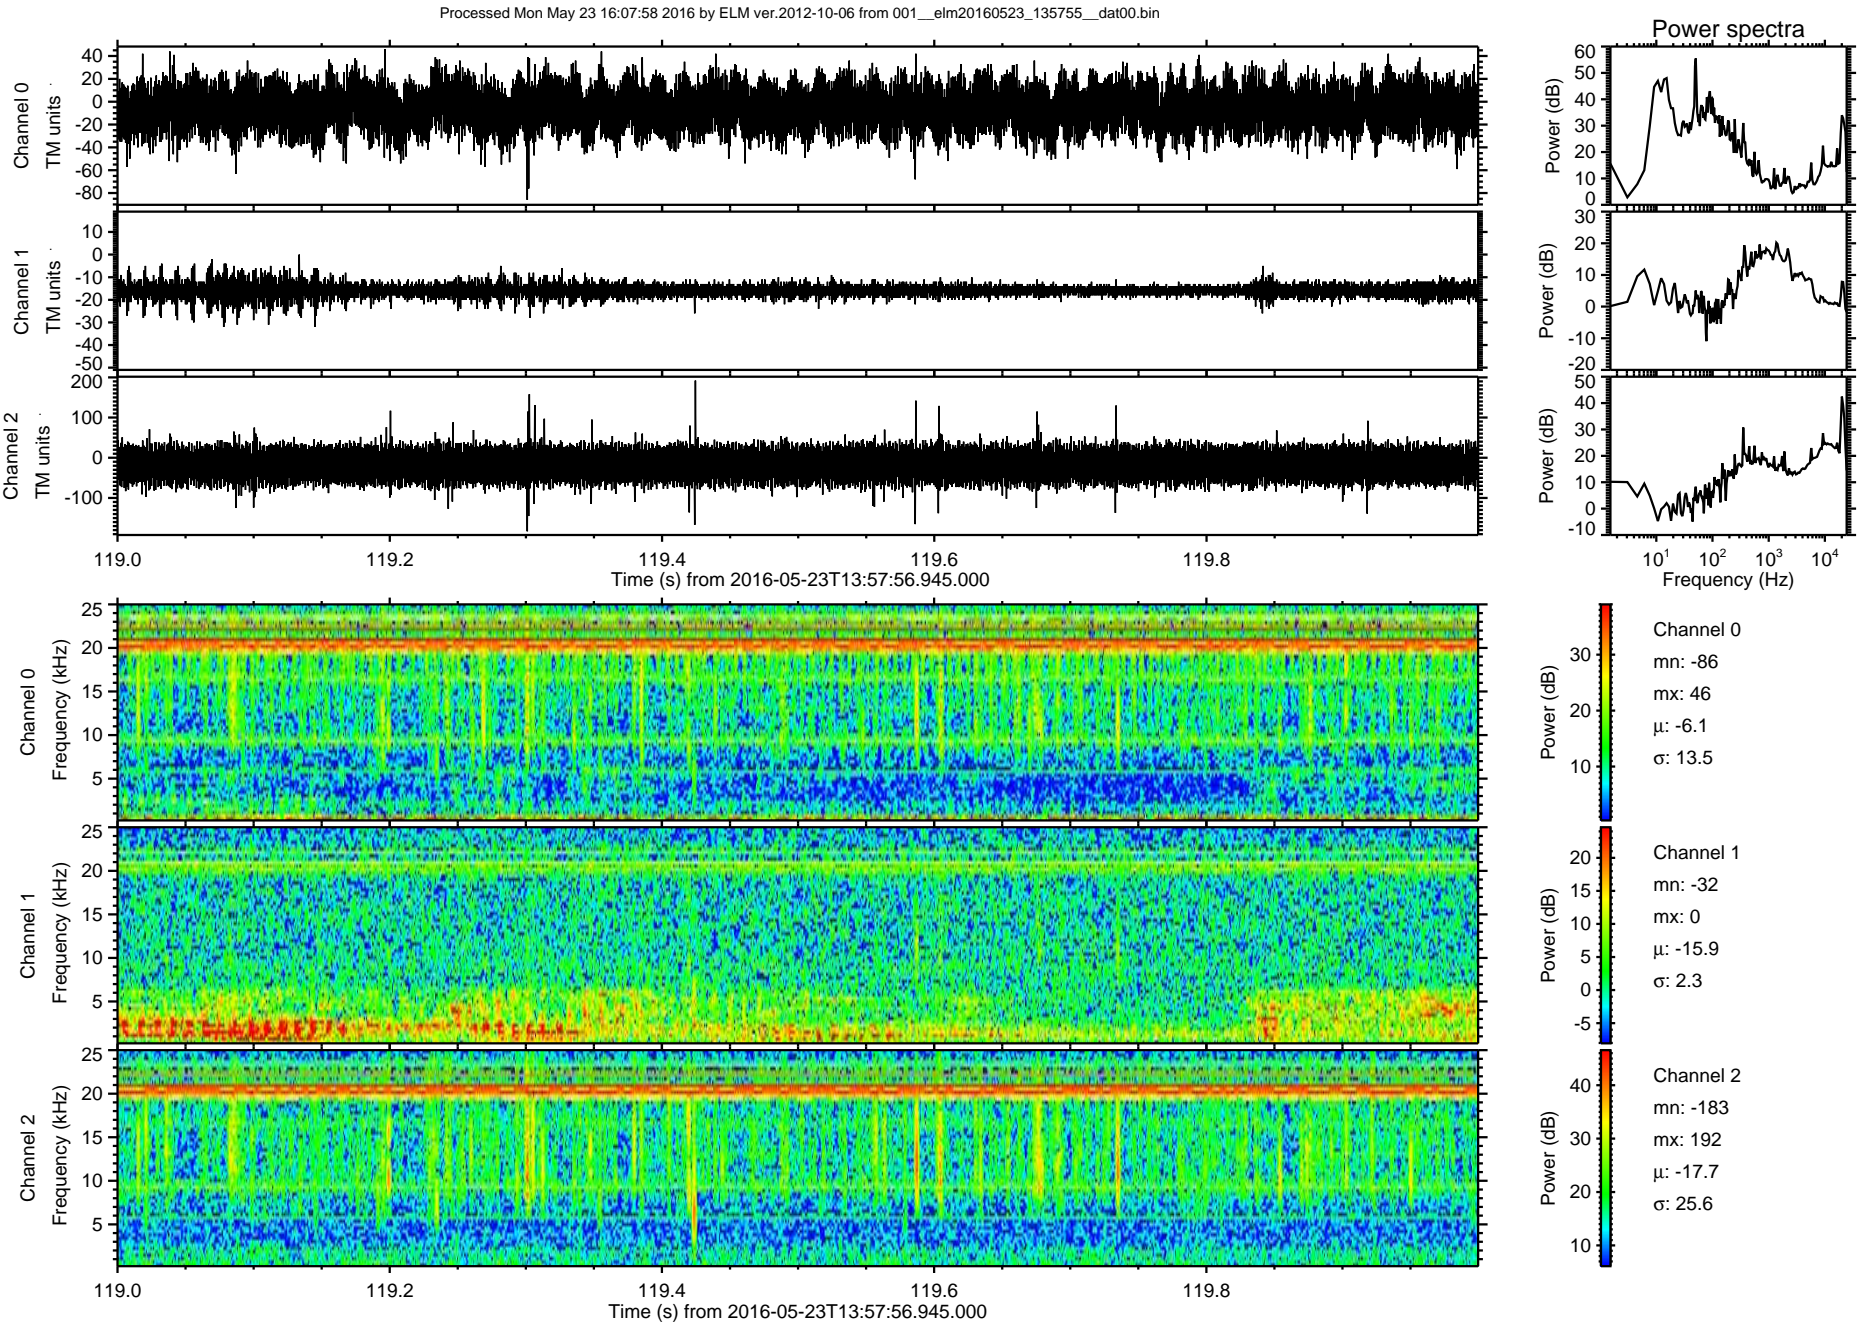 Processed Mon May 23 16:07:58 2016 by ELM ver.2012-10-06 from 001__elm20160523_135755__dat00.bin
Power spectra
Channel 0
TM units
40
20
0
-20
-40
-60
-80
Power (dB)
60
50
40
30
20
10
0
Channel 1
TM units
10
0
-10
-20
-30
-40
-50
Power (dB)
30
20
10
0
-10
-20
Channel 2
TM units
200
100
0
-100
Power (dB)
50
40
30
20
10
0
-10
119.0 119.2 119.4 119.6 119.8
Time (s) from 2016-05-23T13:57:56.945.000
10¹ 10² 10³ 10⁴
Frequency (Hz)
Channel 0
Frequency (kHz)
25
20
15
10
5
Power (dB)
30
20
10
Channel 0
mn: -86
mx: 46
μ: -6.1
σ: 13.5
Channel 1
Frequency (kHz)
25
20
15
10
5
Power (dB)
20
15
10
5
0
-5
Channel 1
mn: -32
mx: 0
μ: -15.9
σ: 2.3
Channel 2
Frequency (kHz)
25
20
15
10
5
Power (dB)
40
30
20
10
Channel 2
mn: -183
mx: 192
μ: -17.7
σ: 25.6
119.0 119.2 119.4 119.6 119.8
Time (s) from 2016-05-23T13:57:56.945.000